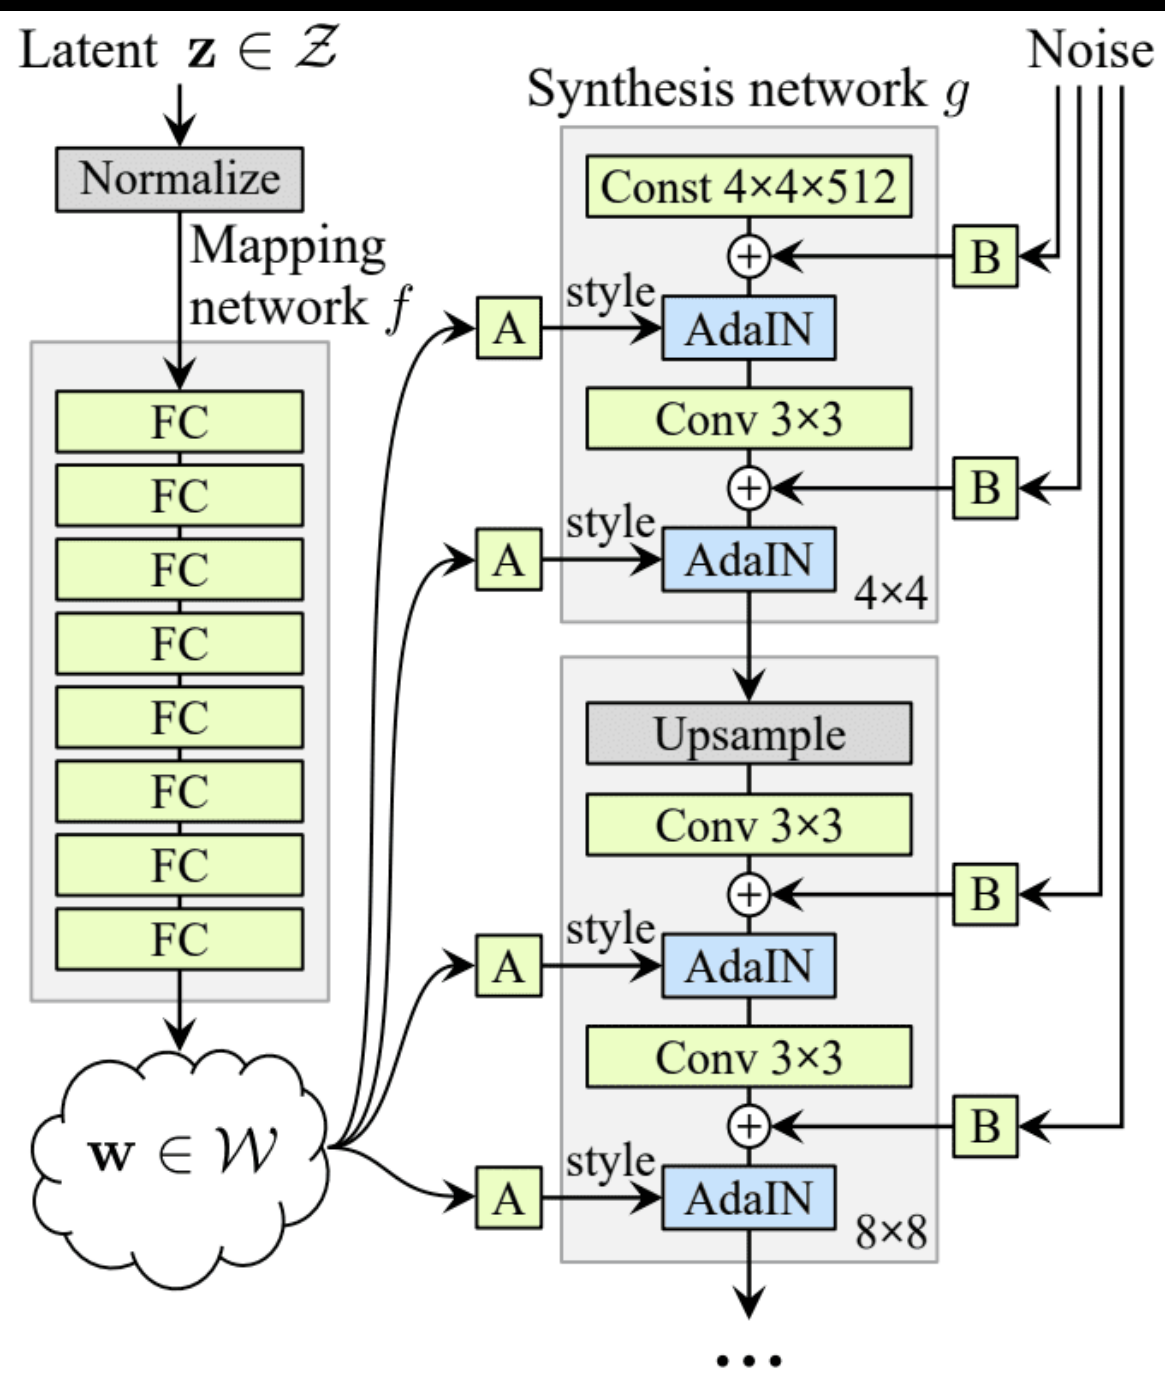 Latent z ∈ 𝒵
Normalize
Mapping
network f
FC
FC
FC
FC
FC
FC
FC
FC
w ∈ 𝒲
Synthesis network g
Noise
Const 4×4×512
B
style
A
AdaIN
Conv 3×3
B
style
A
AdaIN
4×4
Upsample
Conv 3×3
B
style
A
AdaIN
Conv 3×3
B
style
A
AdaIN
8×8
...